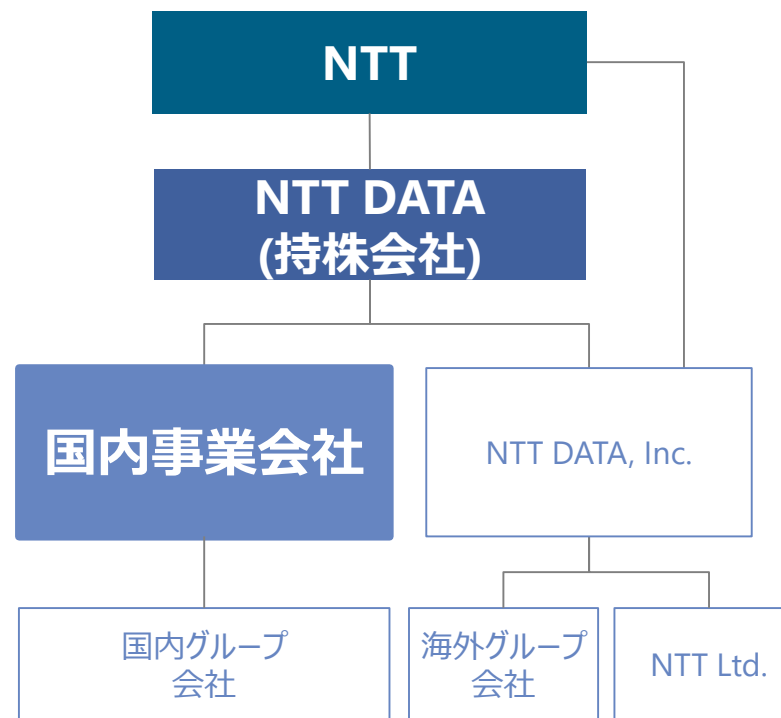 NTT
NTT DATA
(持株会社)
国内事業会社
NTT DATA, Inc.
国内グループ
会社
海外グループ
会社
NTT Ltd.